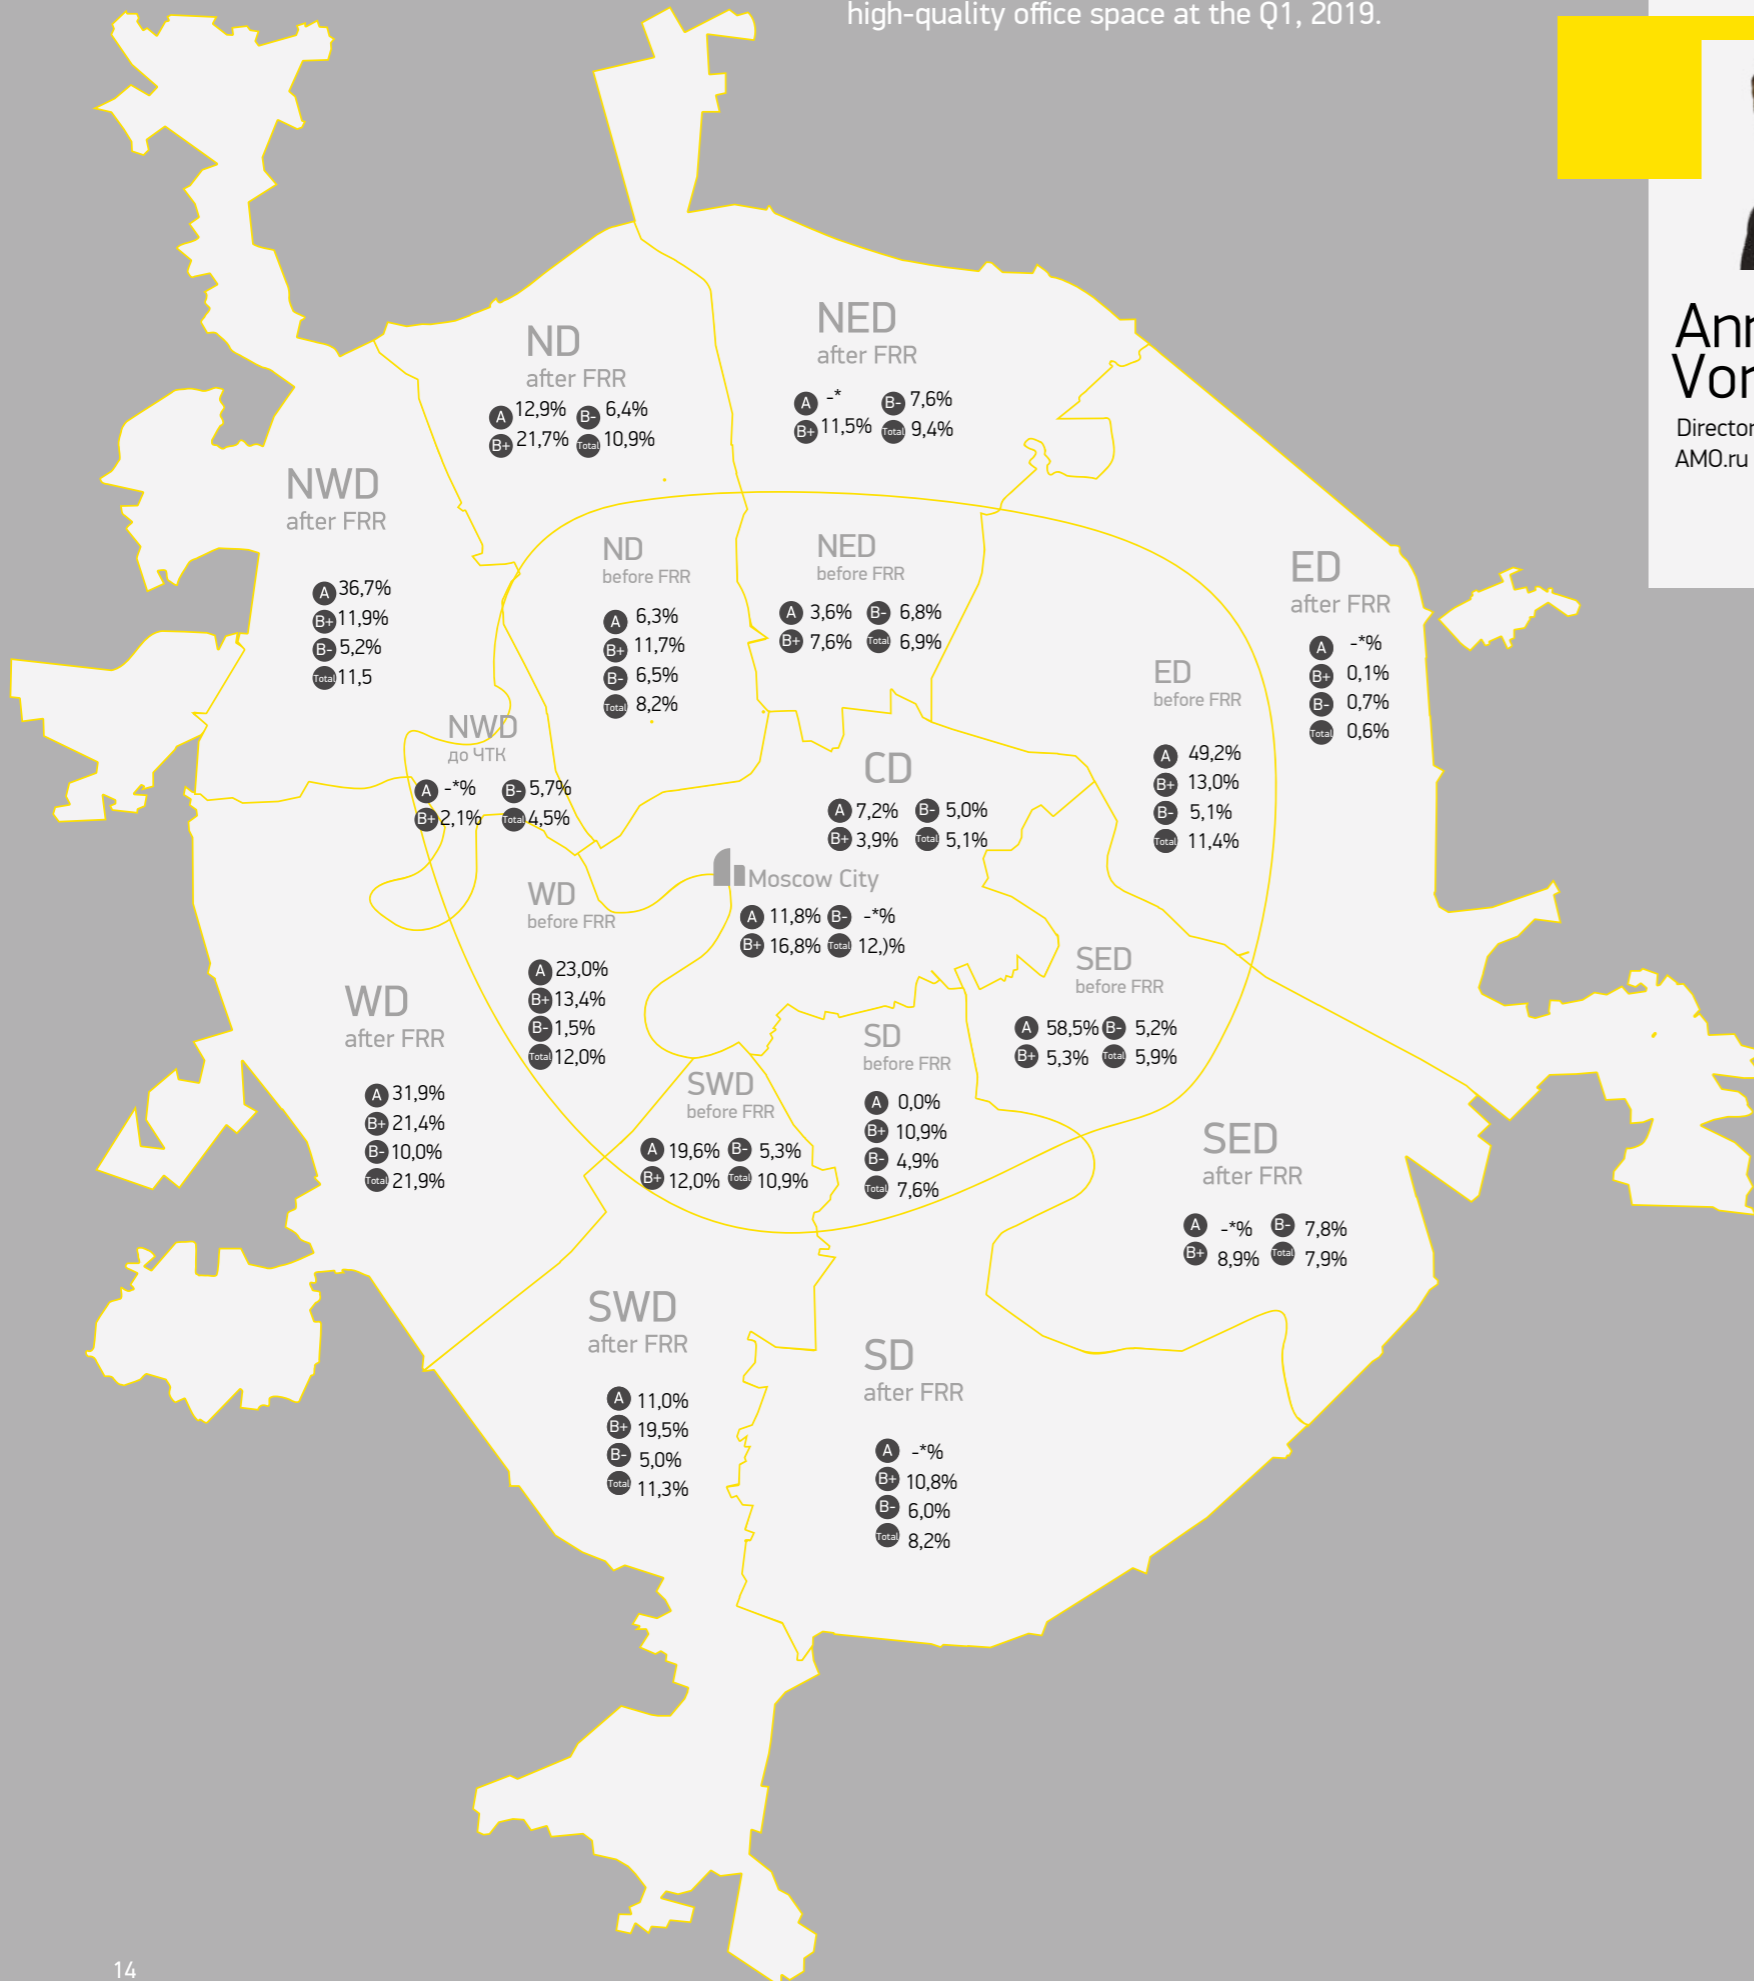 high-quality office space at the Q1, 2019.
Director
AMO.ru
NED
after FRR
A -* B- 7,6%
B+ 11,5% Total 9,4%
ND
after FRR
A 12,9% B- 6,4%
B+ 21,7% Total 10,9%
NWD
after FRR
A 36,7%
B+ 11,9%
B- 5,2%
Total 11,5
ND
before FRR
A 6,3%
B+ 11,7%
B- 6,5%
Total 8,2%
NED
before FRR
A 3,6% B- 6,8%
B+ 7,6% Total 6,9%
ED
after FRR
A -*%
B+ 0,1%
B- 0,7%
Total 0,6%
ED
before FRR
A 49,2%
B+ 13,0%
B- 5,1%
Total 11,4%
NWD
до ЧТК
A -*% B- 5,7%
B+ 2,1% Total 4,5%
CD
A 7,2% B- 5,0%
B+ 3,9% Total 5,1%
Moscow City
A 11,8% B- -*%
B+ 16,8% Total 12,)%
WD
before FRR
A 23,0%
B+ 13,4%
B- 1,5%
Total 12,0%
SED
before FRR
A 58,5% B- 5,2%
B+ 5,3% Total 5,9%
WD
after FRR
A 31,9%
B+ 21,4%
B- 10,0%
Total 21,9%
SD
before FRR
A 0,0%
B+ 10,9%
B- 4,9%
Total 7,6%
SWD
before FRR
A 19,6% B- 5,3%
B+ 12,0% Total 10,9%
SED
after FRR
A -*% B- 7,8%
B+ 8,9% Total 7,9%
SWD
after FRR
A 11,0%
B+ 19,5%
B- 5,0%
Total 11,3%
SD
after FRR
A -*%
B+ 10,8%
B- 6,0%
Total 8,2%
14